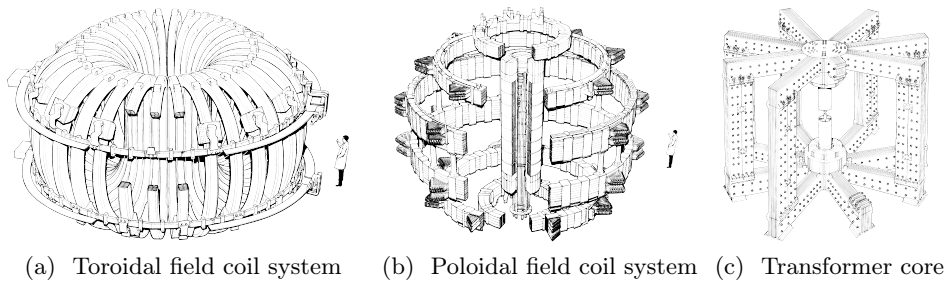 (a) Toroidal field coil system
(b) Poloidal field coil system
(c) Transformer core